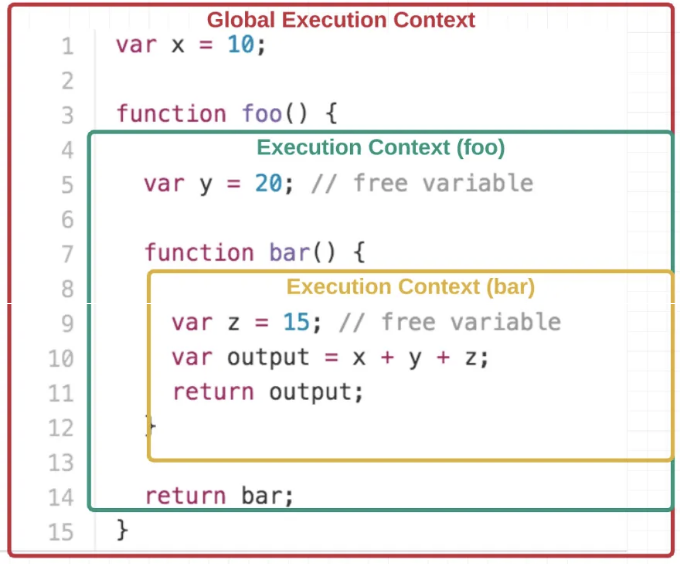 Global Execution Context
1 var x = 10;
2
3 function foo() {
4 Execution Context (foo)
5 var y = 20; // free variable
6
7 function bar() {
8 Execution Context (bar)
9 var z = 15; // free variable
10 var output = x + y + z;
11 return output;
12 }
13
14 return bar;
15 }